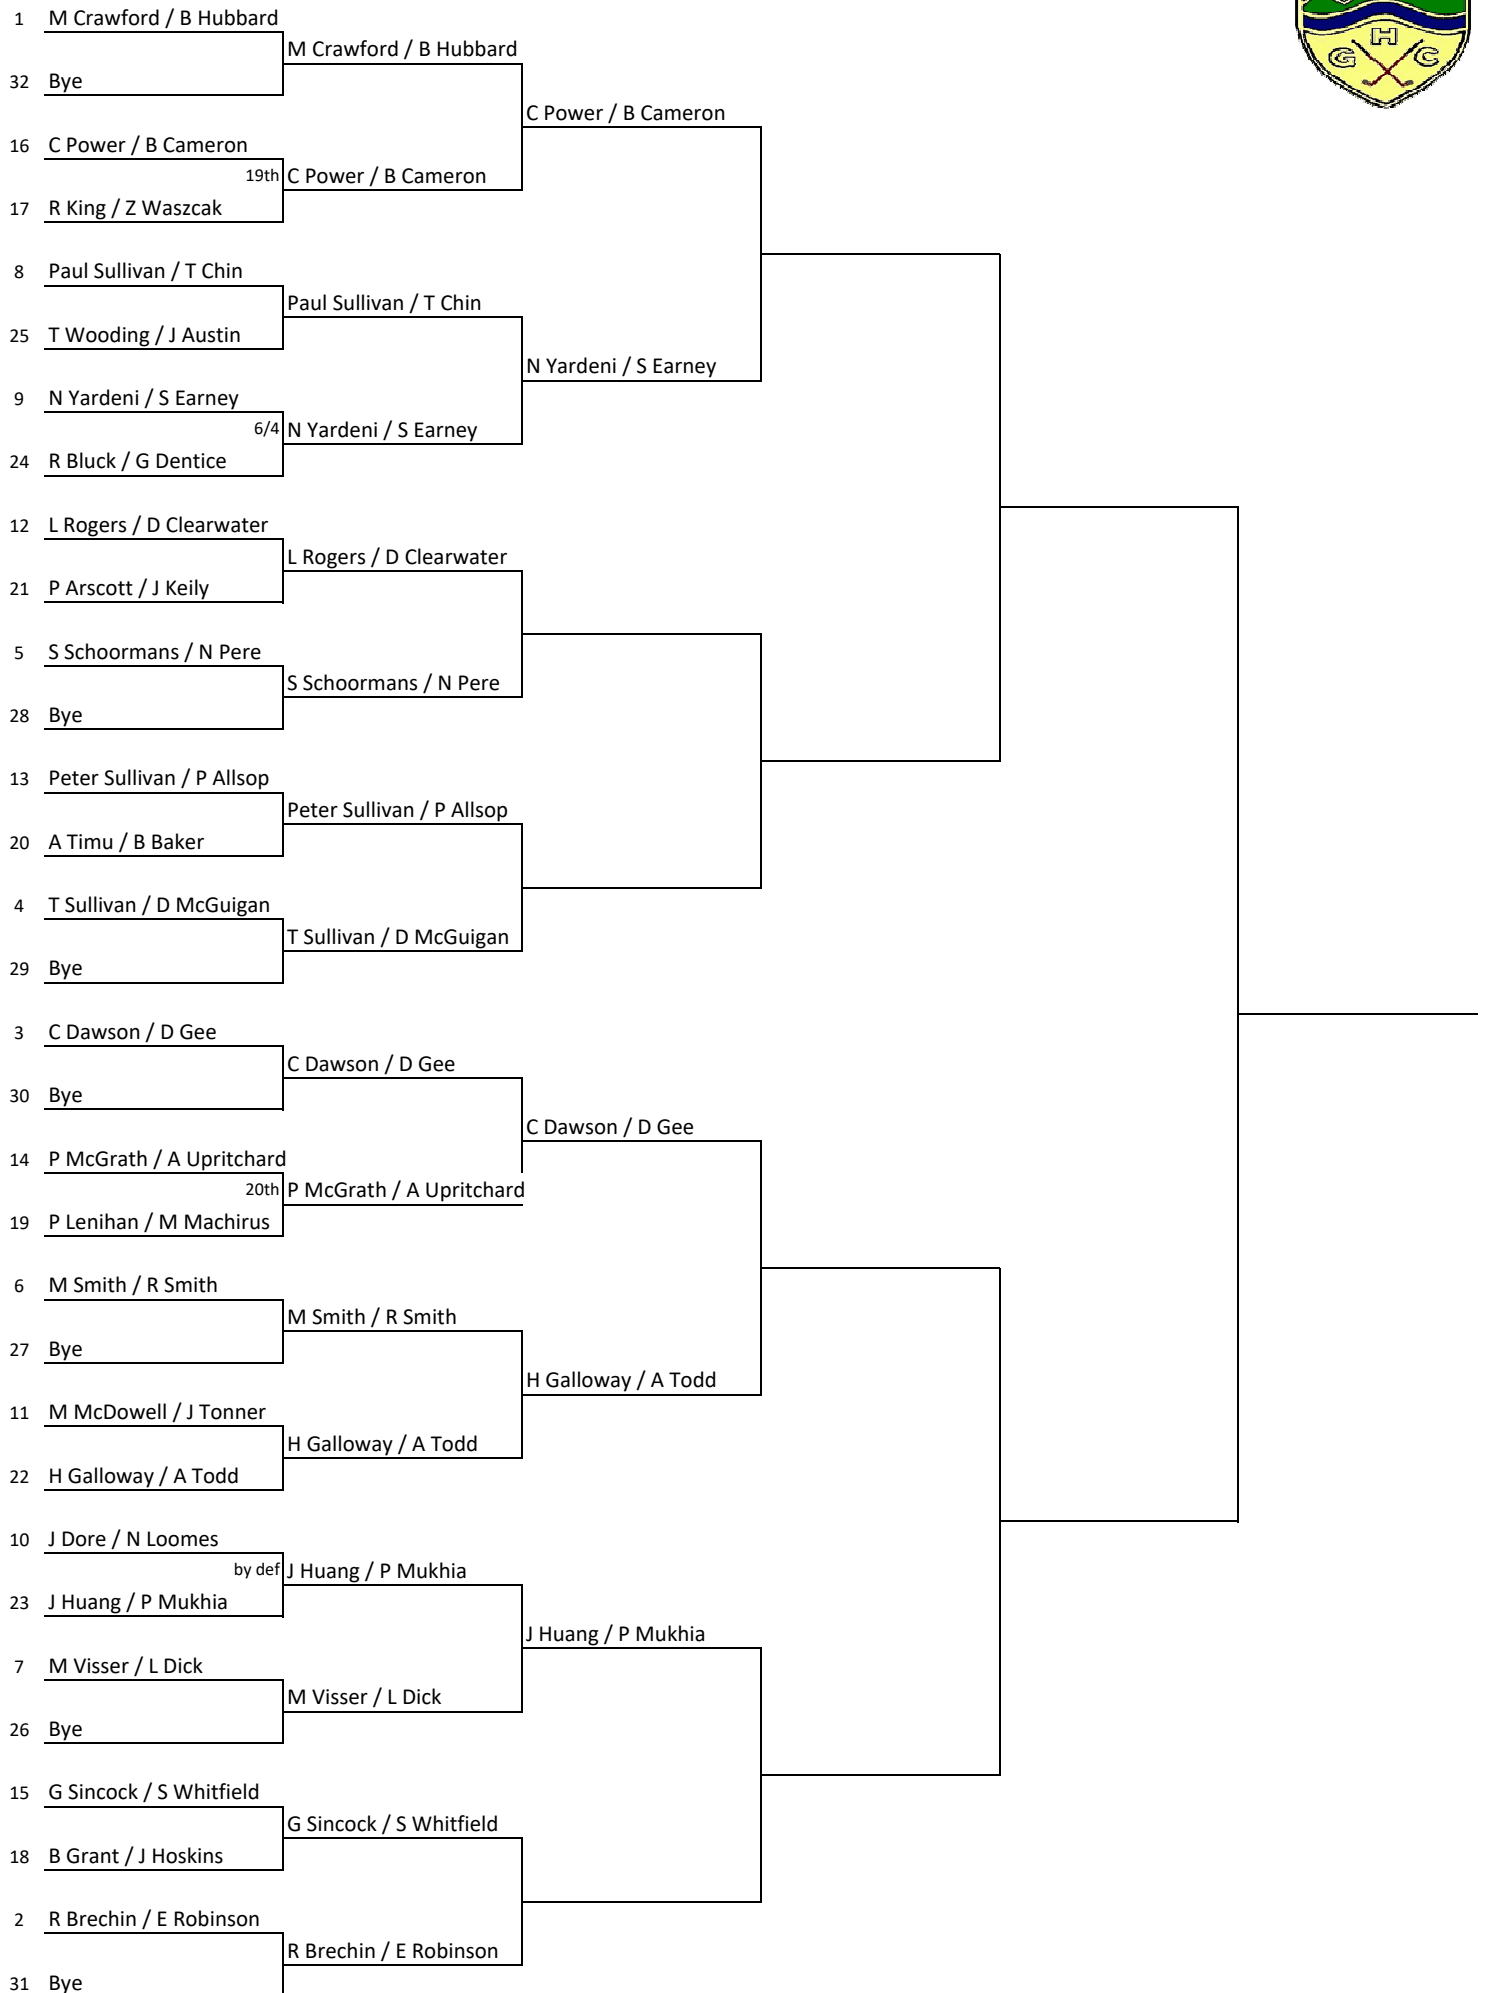 1 M Crawford / B Hubbard
M Crawford / B Hubbard
32 Bye
C Power / B Cameron
16 C Power / B Cameron
19th C Power / B Cameron
17 R King / Z Waszcak
8 Paul Sullivan / T Chin
Paul Sullivan / T Chin
25 T Wooding / J Austin
N Yardeni / S Earney
9 N Yardeni / S Earney
6/4 N Yardeni / S Earney
24 R Bluck / G Dentice
12 L Rogers / D Clearwater
L Rogers / D Clearwater
21 P Arscott / J Keily
5 S Schoormans / N Pere
S Schoormans / N Pere
28 Bye
13 Peter Sullivan / P Allsop
Peter Sullivan / P Allsop
20 A Timu / B Baker
4 T Sullivan / D McGuigan
T Sullivan / D McGuigan
29 Bye
3 C Dawson / D Gee
C Dawson / D Gee
30 Bye
C Dawson / D Gee
14 P McGrath / A Upritchard
20th P McGrath / A Upritchard
19 P Lenihan / M Machirus
6 M Smith / R Smith
M Smith / R Smith
27 Bye
H Galloway / A Todd
11 M McDowell / J Tonner
H Galloway / A Todd
22 H Galloway / A Todd
10 J Dore / N Loomes
by def J Huang / P Mukhia
23 J Huang / P Mukhia
J Huang / P Mukhia
7 M Visser / L Dick
M Visser / L Dick
26 Bye
15 G Sincock / S Whitfield
G Sincock / S Whitfield
18 B Grant / J Hoskins
2 R Brechin / E Robinson
R Brechin / E Robinson
31 Bye
H
G C